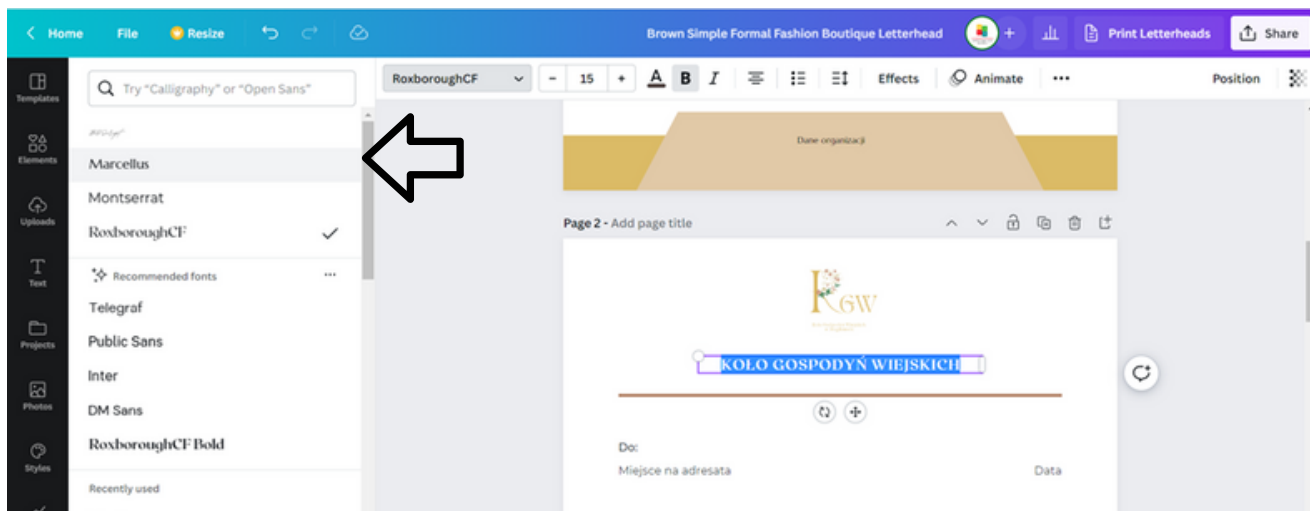 Home File Resize Brown Simple Formal Fashion Boutique Letterhead + Print Letterheads Share
Templates
Elements
Uploads
Text
Projects
Photos
Styles
Try "Calligraphy" or "Open Sans"
Marcellus
Montserrat
RoxboroughCF
Recommended fonts
Telegraf
Public Sans
Inter
DM Sans
RoxboroughCF Bold
Recently used
RoxboroughCF - 15 + A B I Effects Animate ... Position
Dane organizacji
Page 2 - Add page title
KGW
KOŁO GOSPODYŃ WIEJSKICH
Do:
Miejsce na adresata Data